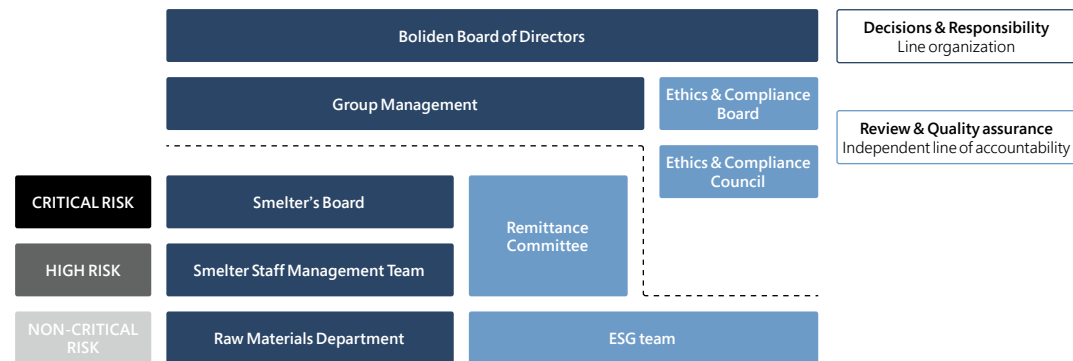 Boliden Board of Directors
Decisions & Responsibility
Line organization
Group Management
Ethics & Compliance
Board
Review & Quality assurance
Independent line of accountability
Ethics & Compliance
Council
CRITICAL RISK
Smelter's Board
Remittance
Committee
HIGH RISK
Smelter Staff Management Team
NON-CRITICAL
RISK
Raw Materials Department
ESG team